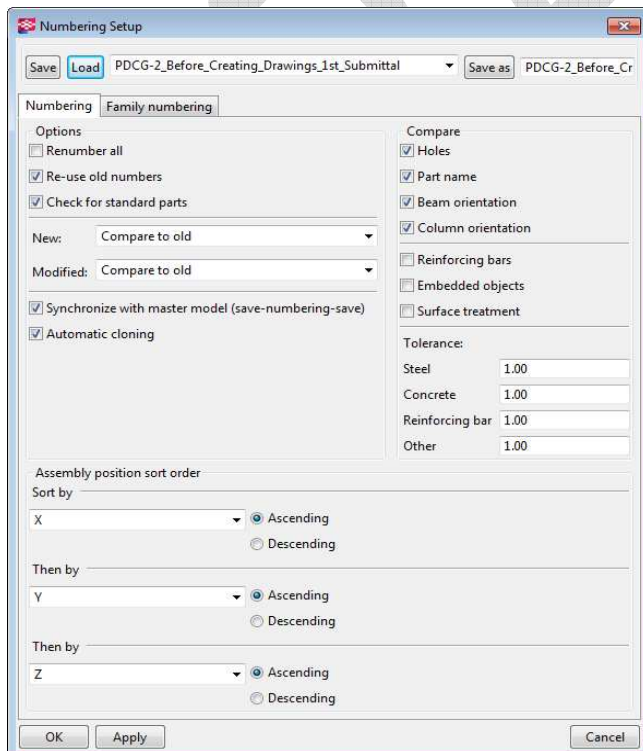 Numbering Setup
Save Load PDCG-2_Before_Creating_Drawings_1st_Submittal Save as PDCG-2_Before_Cr
Numbering Family numbering
Options
Renumber all
Re-use old numbers
Check for standard parts
New: Compare to old
Modified: Compare to old
Synchronize with master model (save-numbering-save)
Automatic cloning
Compare
Holes
Part name
Beam orientation
Column orientation
Reinforcing bars
Embedded objects
Surface treatment
Tolerance:
Steel 1.00
Concrete 1.00
Reinforcing bar 1.00
Other 1.00
Assembly position sort order
Sort by
X Ascending
Descending
Then by
Y Ascending
Descending
Then by
Z Ascending
Descending
OK Apply Cancel